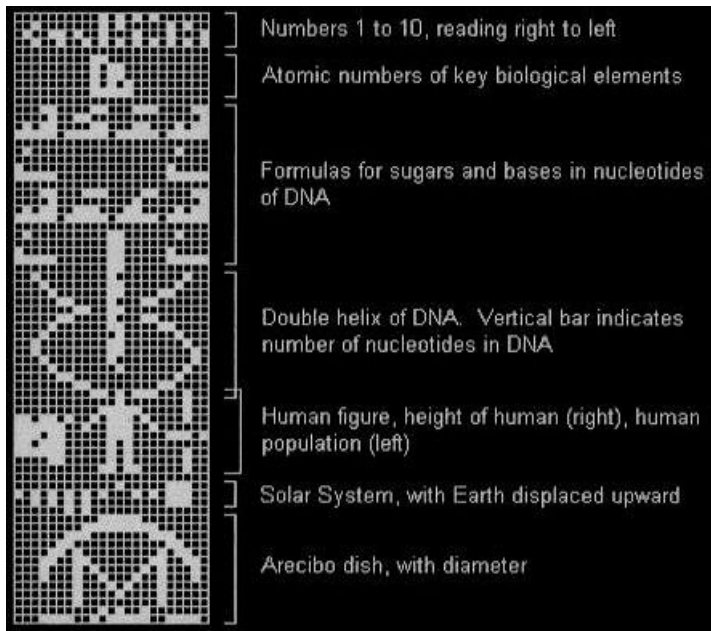 Numbers 1 to 10, reading right to left
Atomic numbers of key biological elements
Formulas for sugars and bases in nucleotides
of DNA
Double helix of DNA.  Vertical bar indicates
number of nucleotides in DNA
Human figure, height of human (right), human
population (left)
Solar System, with Earth displaced upward
Arecibo dish, with diameter